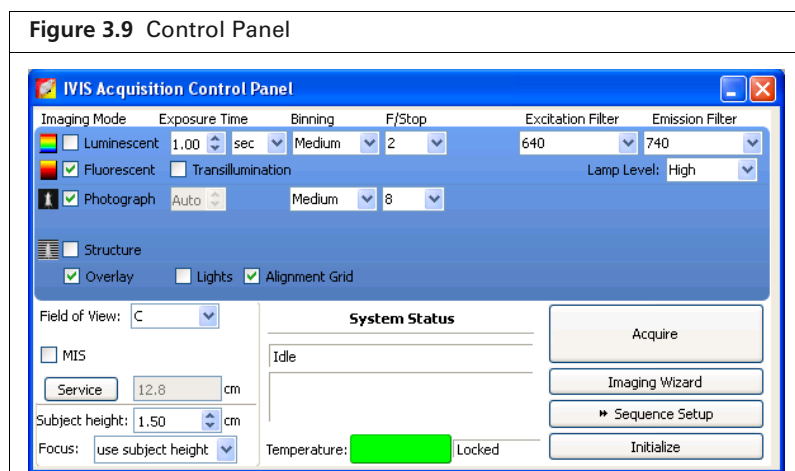 Figure 3.9 Control Panel
IVIS Acquisition Control Panel
Imaging Mode Exposure Time Binning F/Stop Excitation Filter Emission Filter
Luminescent 1.00 sec Medium 2 640 740
Fluorescent Transillumination Lamp Level: High
Photograph Auto Medium 8
Structure
Overlay Lights Alignment Grid
Field of View: C
System Status
Acquire
MIS
Idle
Imaging Wizard
Service 12.8 cm
Sequence Setup
Subject height: 1.50 cm
Focus: use subject height
Temperature: Locked
Initialize